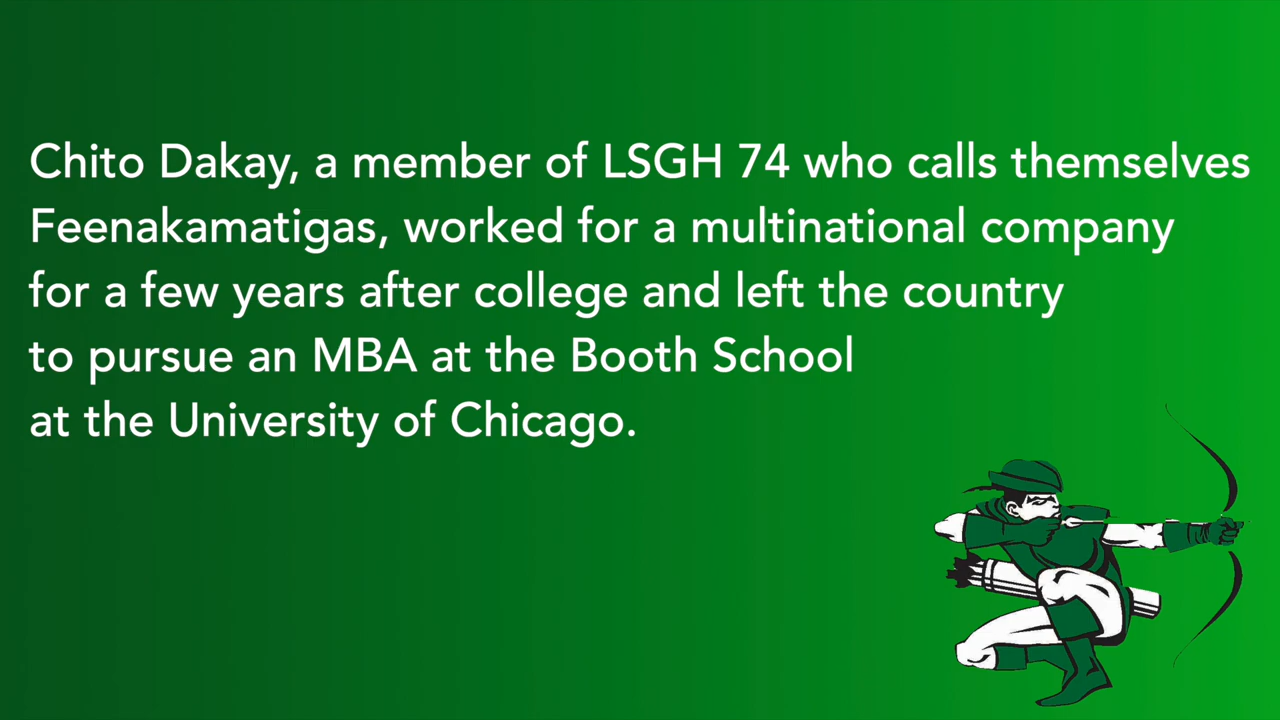 Chito Dakay, a member of LSGH 74 who calls themselves
Feenakamatigas, worked for a multinational company
for a few years after college and left the country
to pursue an MBA at the Booth School
at the University of Chicago.